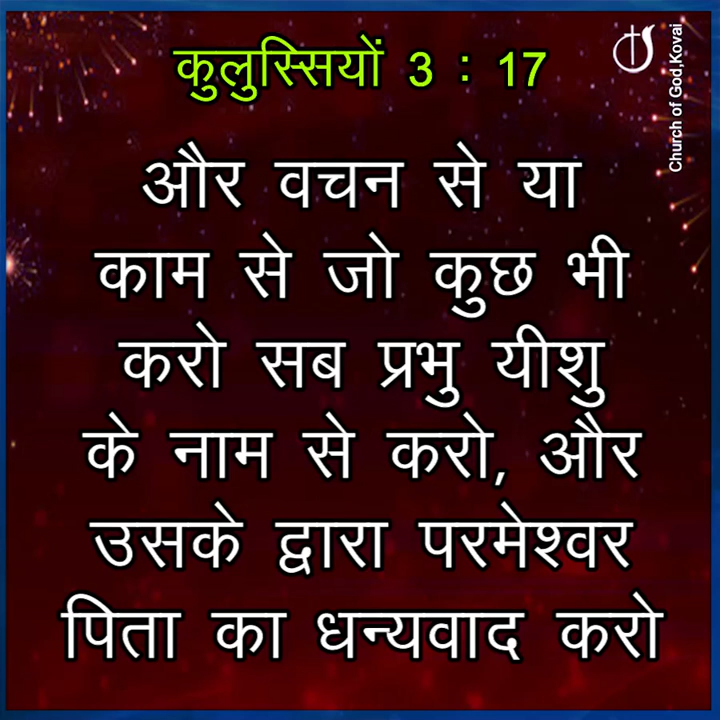 कुलुस्सियों 3 : 17
Church of God,Kovai
और वचन से या
काम से जो कुछ भी
करो सब प्रभु यीशु
के नाम से करो, और
उसके द्वारा परमेश्वर
पिता का धन्यवाद करो